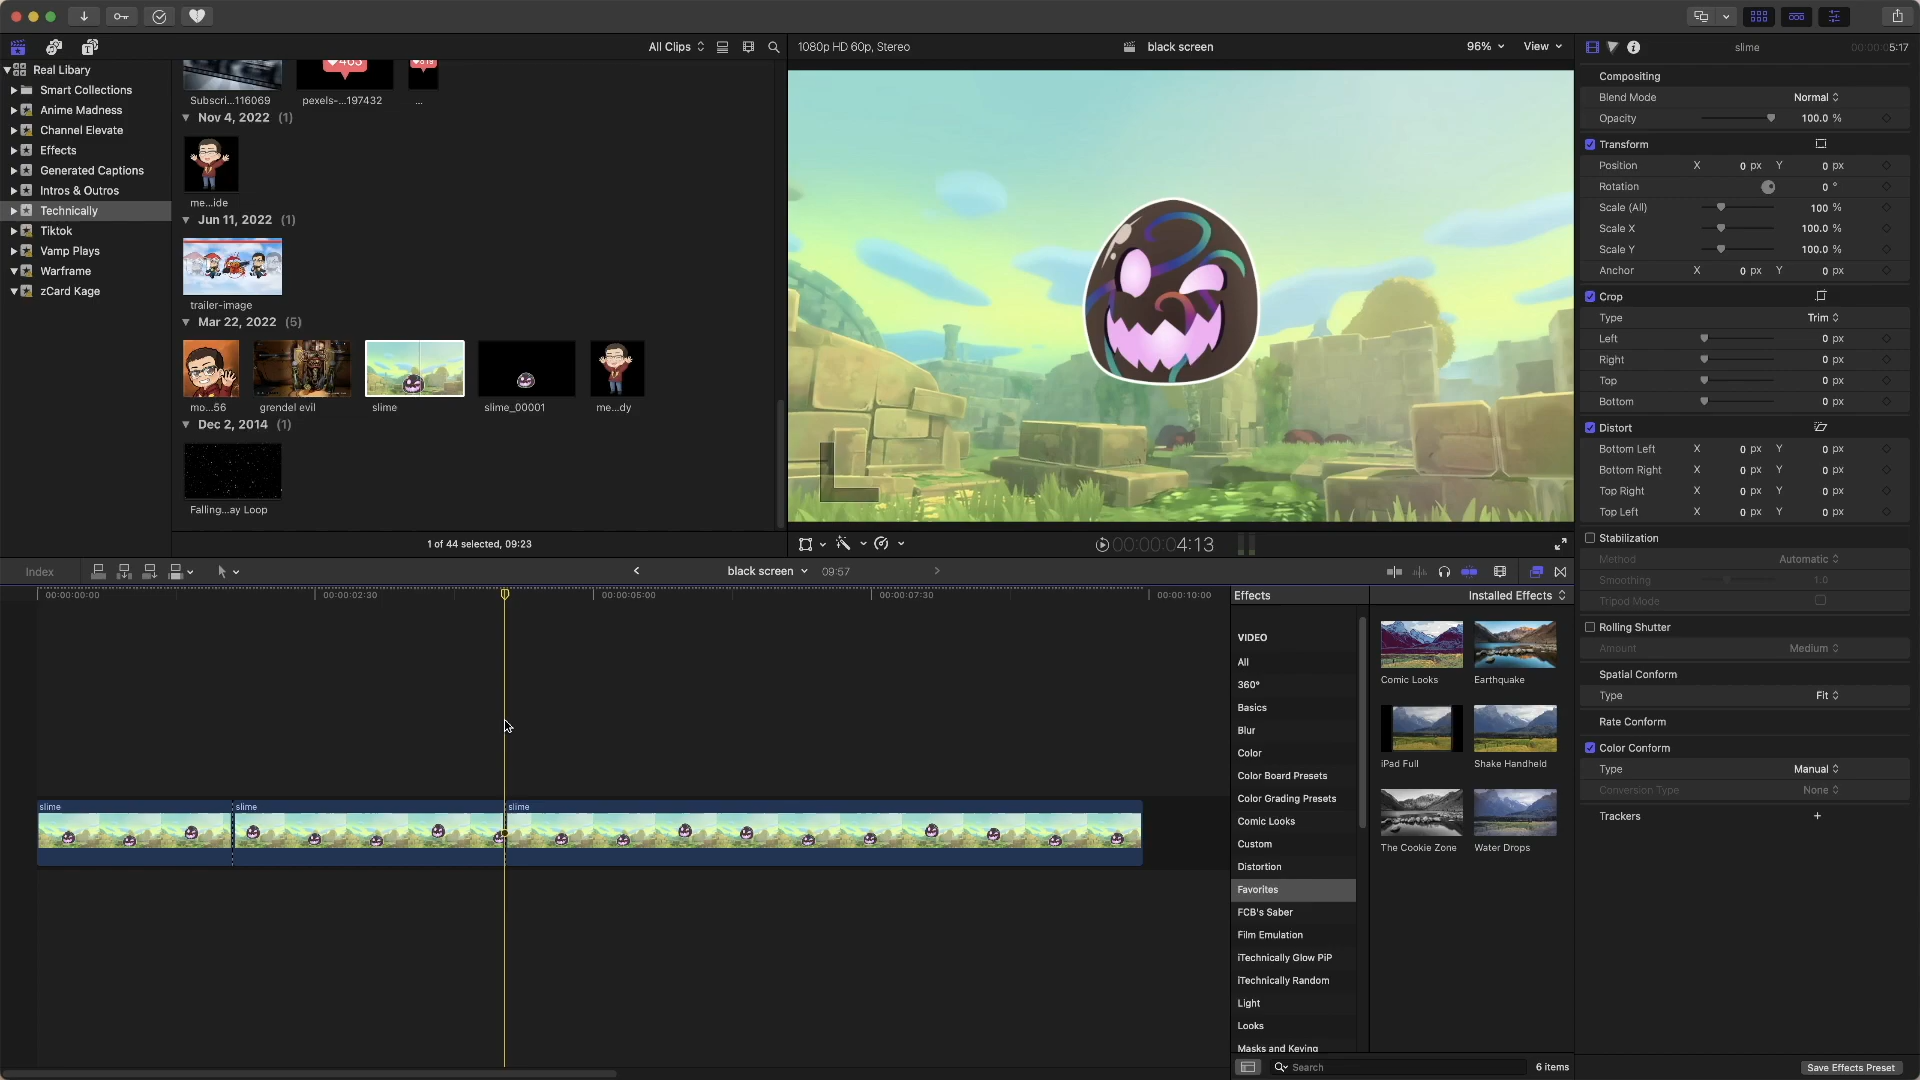 All Clips
1080p HD 60p, Stereo
black screen
96%
View
slime
00:00:05:17
Real Libary
Smart Collections
Anime Madness
Channel Elevate
Effects
Generated Captions
Intros & Outros
Technically
Tiktok
Vamp Plays
Warframe
zCard Kage
Subscri...116069
pexels-...197432
...
Nov 4, 2022 (1)
me...ide
Jun 11, 2022 (1)
trailer-image
Mar 22, 2022 (5)
mo...56
grendel evil
slime
slime_00001
me...dy
Dec 2, 2014 (1)
Falling...ay Loop
1 of 44 selected, 09:23
00:00:04:13
Compositing
Blend Mode Normal
Opacity 100.0 %
Transform
Position X 0 px Y 0 px
Rotation 0 °
Scale (All) 100 %
Scale X 100.0 %
Scale Y 100.0 %
Anchor X 0 px Y 0 px
Crop
Type Trim
Left 0 px
Right 0 px
Top 0 px
Bottom 0 px
Distort
Bottom Left X 0 px Y 0 px
Bottom Right X 0 px Y 0 px
Top Right X 0 px Y 0 px
Top Left X 0 px Y 0 px
Stabilization
Method Automatic
Smoothing 1.0
Tripod Mode
Rolling Shutter
Amount Medium
Spatial Conform
Type Fit
Rate Conform
Color Conform
Type Manual
Conversion Type None
Trackers +
Save Effects Preset
Index
black screen
09:57
00:00:00:00
00:00:02:30
00:00:05:00
00:00:07:30
00:00:10:00
slime
slime
slime
Effects
Installed Effects
VIDEO
All
360°
Basics
Blur
Color
Color Board Presets
Color Grading Presets
Comic Looks
Custom
Distortion
Favorites
FCB's Saber
Film Emulation
iTechnically Glow PiP
iTechnically Random
Light
Looks
Masks and Keying
Comic Looks
Earthquake
iPad Full
Shake Handheld
The Cookie Zone
Water Drops
Search
6 items